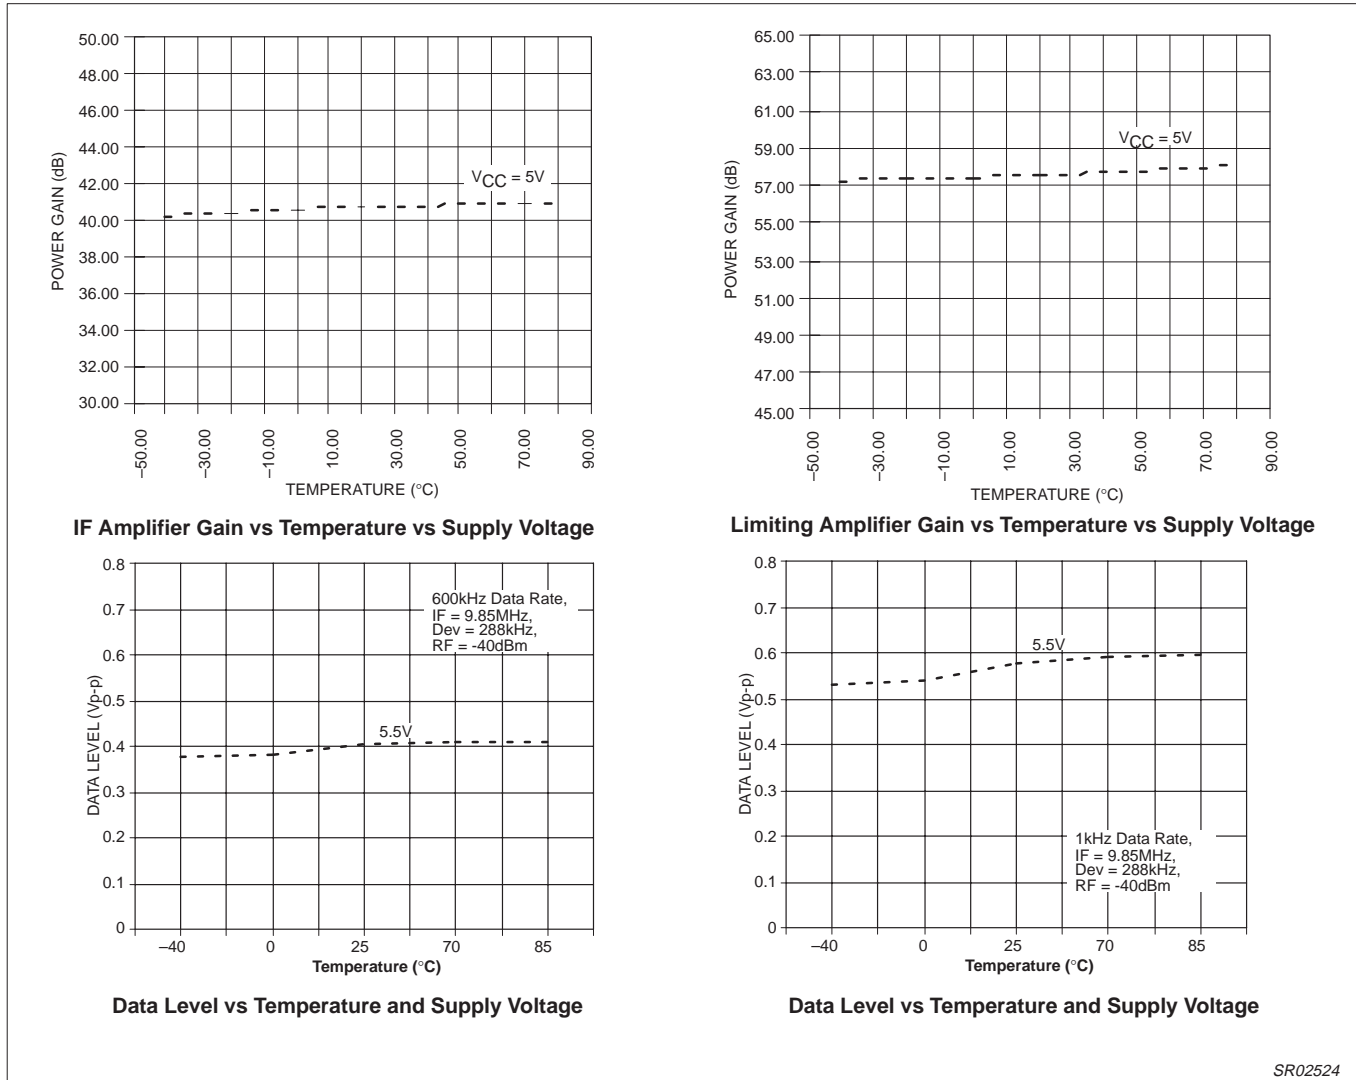 50.00
48.00
46.00
44.00
42.00
40.00
38.00
36.00
34.00
32.00
30.00
POWER GAIN (dB)
VCC = 5V
–50.00
–30.00
–10.00
10.00
30.00
50.00
70.00
90.00
TEMPERATURE (°C)
IF Amplifier Gain vs Temperature vs Supply Voltage
65.00
63.00
61.00
59.00
57.00
55.00
53.00
51.00
49.00
47.00
45.00
POWER GAIN (dB)
VCC = 5V
–50.00
–30.00
–10.00
10.00
30.00
50.00
70.00
90.00
TEMPERATURE (°C)
Limiting Amplifier Gain vs Temperature vs Supply Voltage
0.8
0.7
0.6
0.5
0.4
0.3
0.2
0.1
0
DATA LEVEL (Vp-p)
600kHz Data Rate,
IF = 9.85MHz,
Dev = 288kHz,
RF = -40dBm
5.5V
–40
0
25
70
85
Temperature (°C)
Data Level vs Temperature and Supply Voltage
0.8
0.7
0.6
0.5
0.4
0.3
0.2
0.1
0
DATA LEVEL (Vp-p)
5.5V
1kHz Data Rate,
IF = 9.85MHz,
Dev = 288kHz,
RF = -40dBm
–40
0
25
70
85
Temperature (°C)
Data Level vs Temperature and Supply Voltage
SR02524